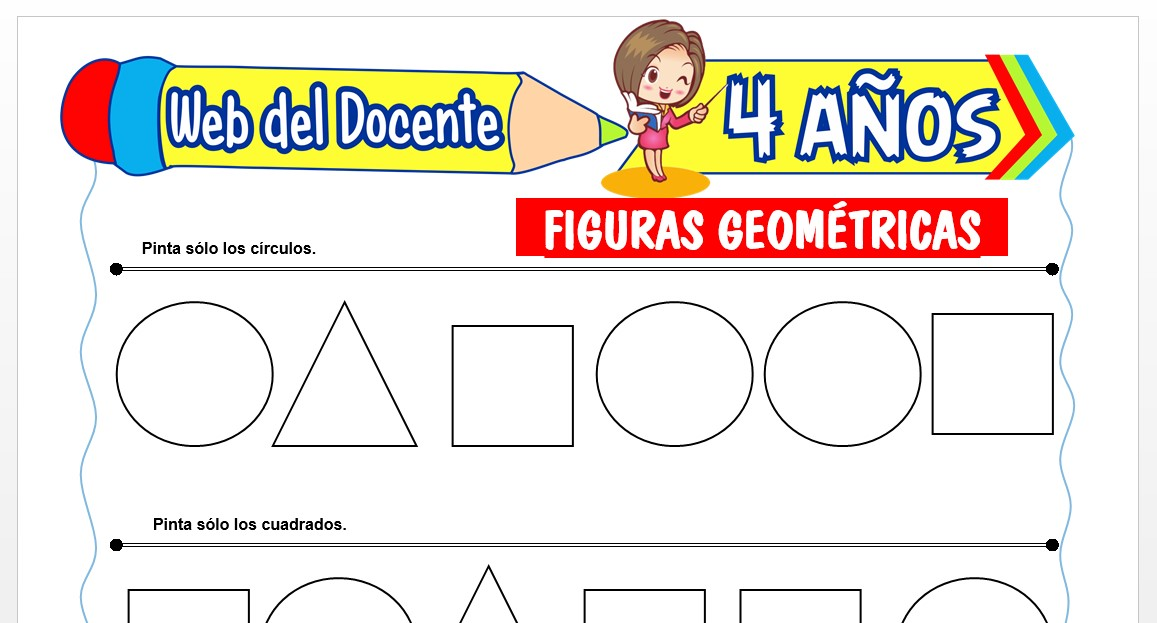 Web del Docente
4 AÑOS
FIGURAS GEOMÉTRICAS
Pinta sólo los círculos.
Pinta sólo los cuadrados.